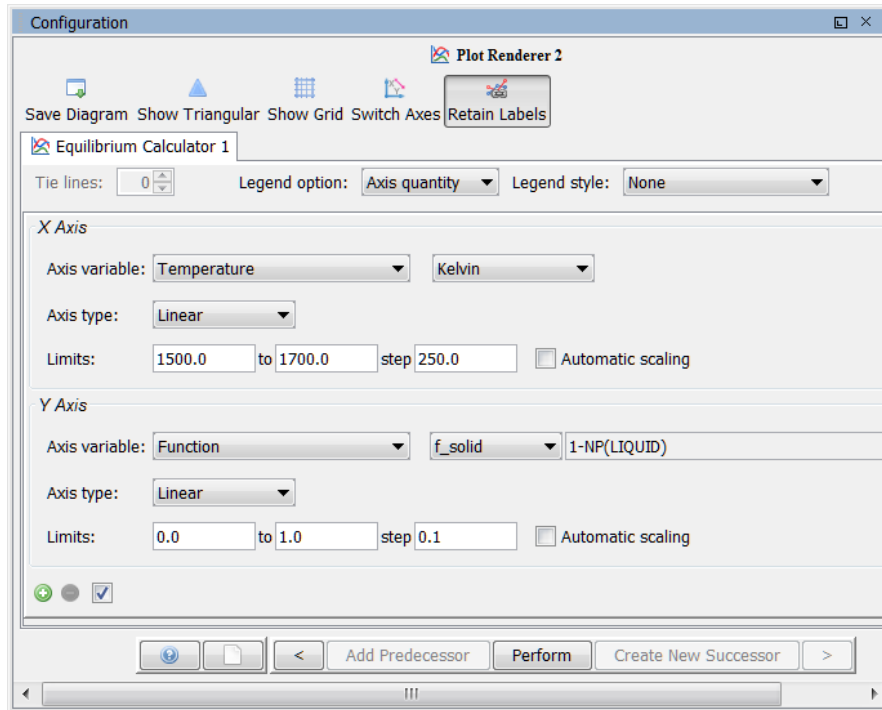 Configuration
Plot Renderer 2
Save Diagram Show Triangular Show Grid Switch Axes Retain Labels
Equilibrium Calculator 1
Tie lines: 0 Legend option: Axis quantity Legend style: None
X Axis
Axis variable: Temperature Kelvin
Axis type: Linear
Limits: 1500.0 to 1700.0 step 250.0 Automatic scaling
Y Axis
Axis variable: Function f_solid 1-NP(LIQUID)
Axis type: Linear
Limits: 0.0 to 1.0 step 0.1 Automatic scaling
< Add Predecessor Perform Create New Successor >